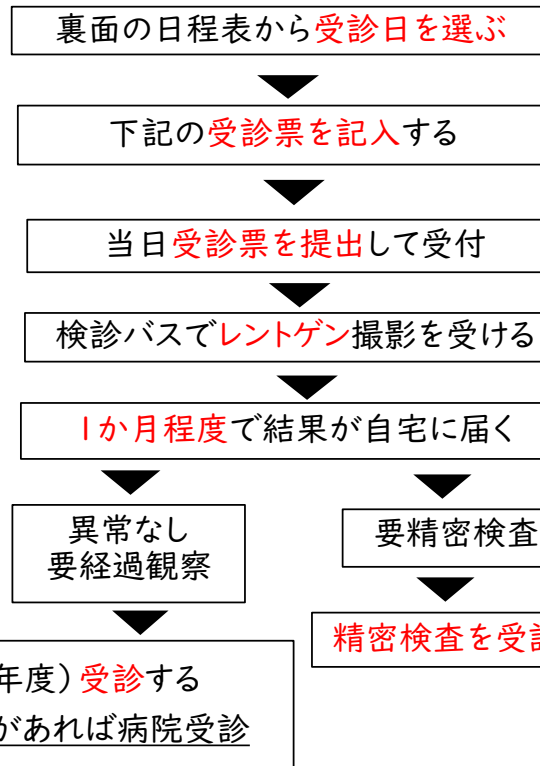 裏面の日程表から受診日を選ぶ
下記の受診票を記入する
当日受診票を提出して受付
検診バスでレントゲン撮影を受ける
1か月程度で結果が自宅に届く
異常なし
要経過観察
要精密検査
精密検査を受診
年度）受診する
があれば病院受診